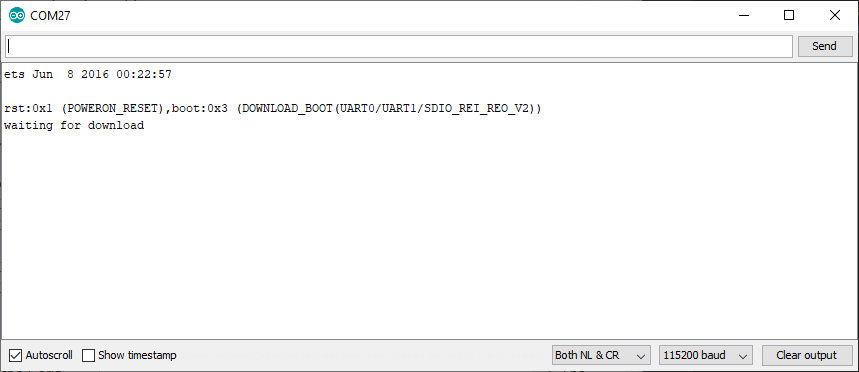 COM27
Send
ets Jun  8 2016 00:22:57
rst:0x1 (POWERON_RESET),boot:0x3 (DOWNLOAD_BOOT(UART0/UART1/SDIO_REI_REO_V2))
waiting for download
Autoscroll Show timestamp Both NL & CR 115200 baud Clear output